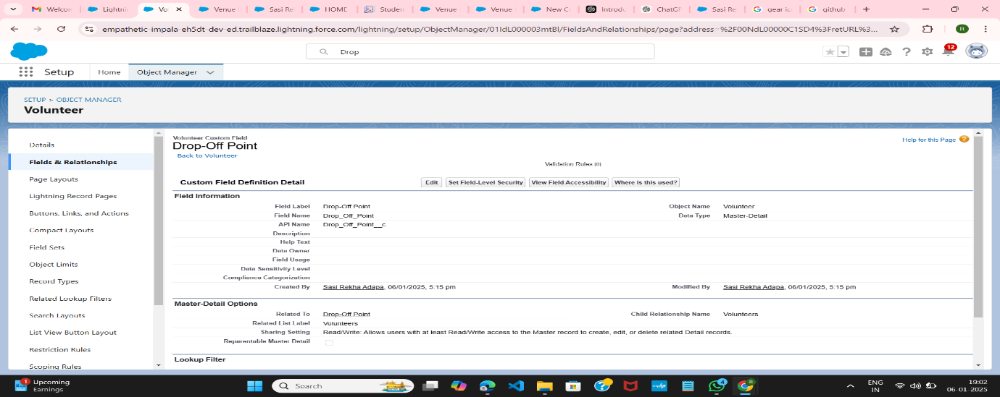 Welcom
Lightnin
Vo
Venue
Sasi Re
HOME
Studen
Venue
Venue
New C
Introdu
ChatGP
Sasi Re
gear ic
github
empathetic-impala-eh5dt-dev-ed.trailblaze.lightning.force.com/lightning/setup/ObjectManager/01IdL000003mtBl/FieldsAndRelationships/page?address=%2F00NdL00000C1SD4%3FretURL%3...
R
Drop
12
Setup
Home
Object Manager
SETUP > OBJECT MANAGER
Volunteer
Details
Fields & Relationships
Page Layouts
Lightning Record Pages
Buttons, Links, and Actions
Compact Layouts
Field Sets
Object Limits
Record Types
Related Lookup Filters
Search Layouts
List View Button Layout
Restriction Rules
Scoping Rules
Volunteer Custom Field
Drop-Off Point
Back to Volunteer
Help for this Page
Validation Rules [0]
Custom Field Definition Detail
Edit
Set Field-Level Security
View Field Accessibility
Where is this used?
Field Information
Field Label Drop-Off Point Object Name Volunteer
Field Name Drop_Off_Point Data Type Master-Detail
API Name Drop_Off_Point__c
Description
Help Text
Data Owner
Field Usage
Data Sensitivity Level
Compliance Categorization
Created By Sasi Rekha Adapa, 06/01/2025, 5:15 pm Modified By Sasi Rekha Adapa, 06/01/2025, 5:15 pm
Master-Detail Options
Related To Drop-Off Point Child Relationship Name Volunteers
Related List Label Volunteers
Sharing Setting Read/Write: Allows users with at least Read/Write access to the Master record to create, edit, or delete related Detail records.
Reparentable Master Detail
Lookup Filter
1
Upcoming
Earnings
Search
4
R
ENG
IN
19:02
06-01-2025